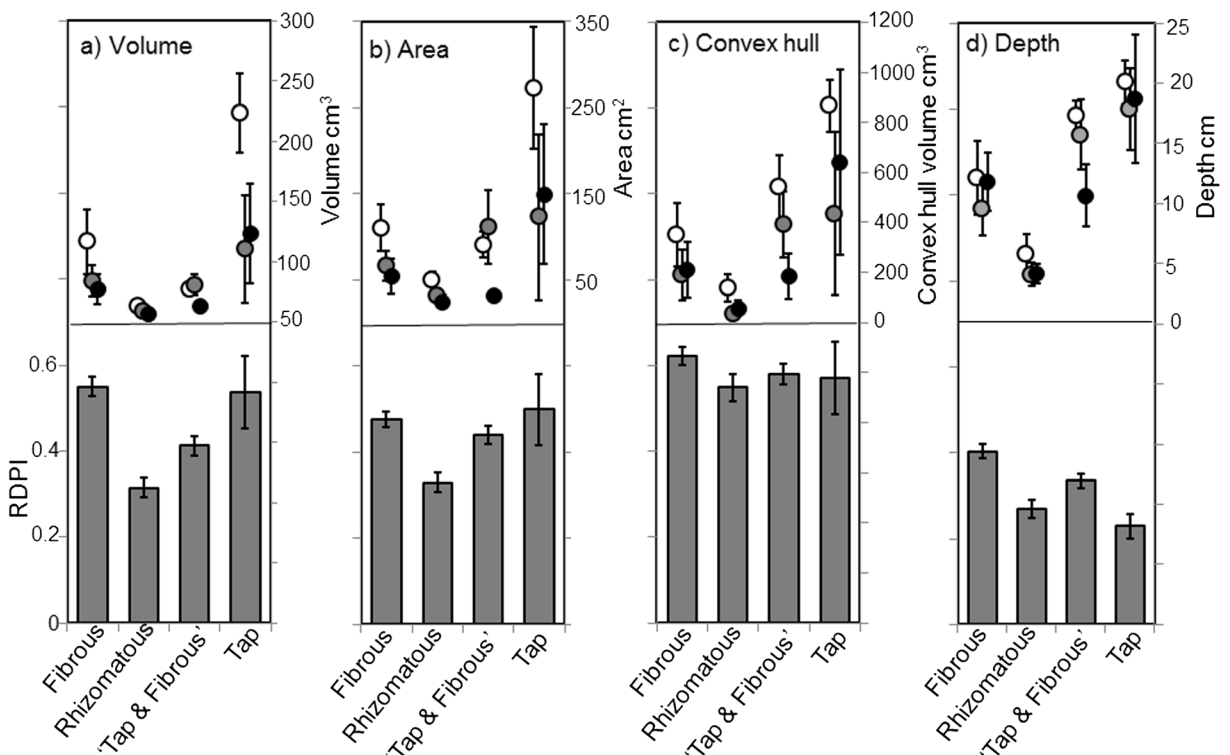 a) Volume
300
250
200
150
100
50
Volume cm3
b) Area
350
250
150
50
Area cm2
c) Convex hull
1200
1000
800
600
400
200
0
Convex hull volume cm3
d) Depth
25
20
15
10
5
0
Depth cm
RDPI
0.6
0.4
0.2
0
Fibrous
Rhizomatous
‘Tap & Fibrous’
Tap
Fibrous
Rhizomatous
‘Tap & Fibrous’
Tap
Fibrous
Rhizomatous
‘Tap & Fibrous’
Tap
Fibrous
Rhizomatous
‘Tap & Fibrous’
Tap